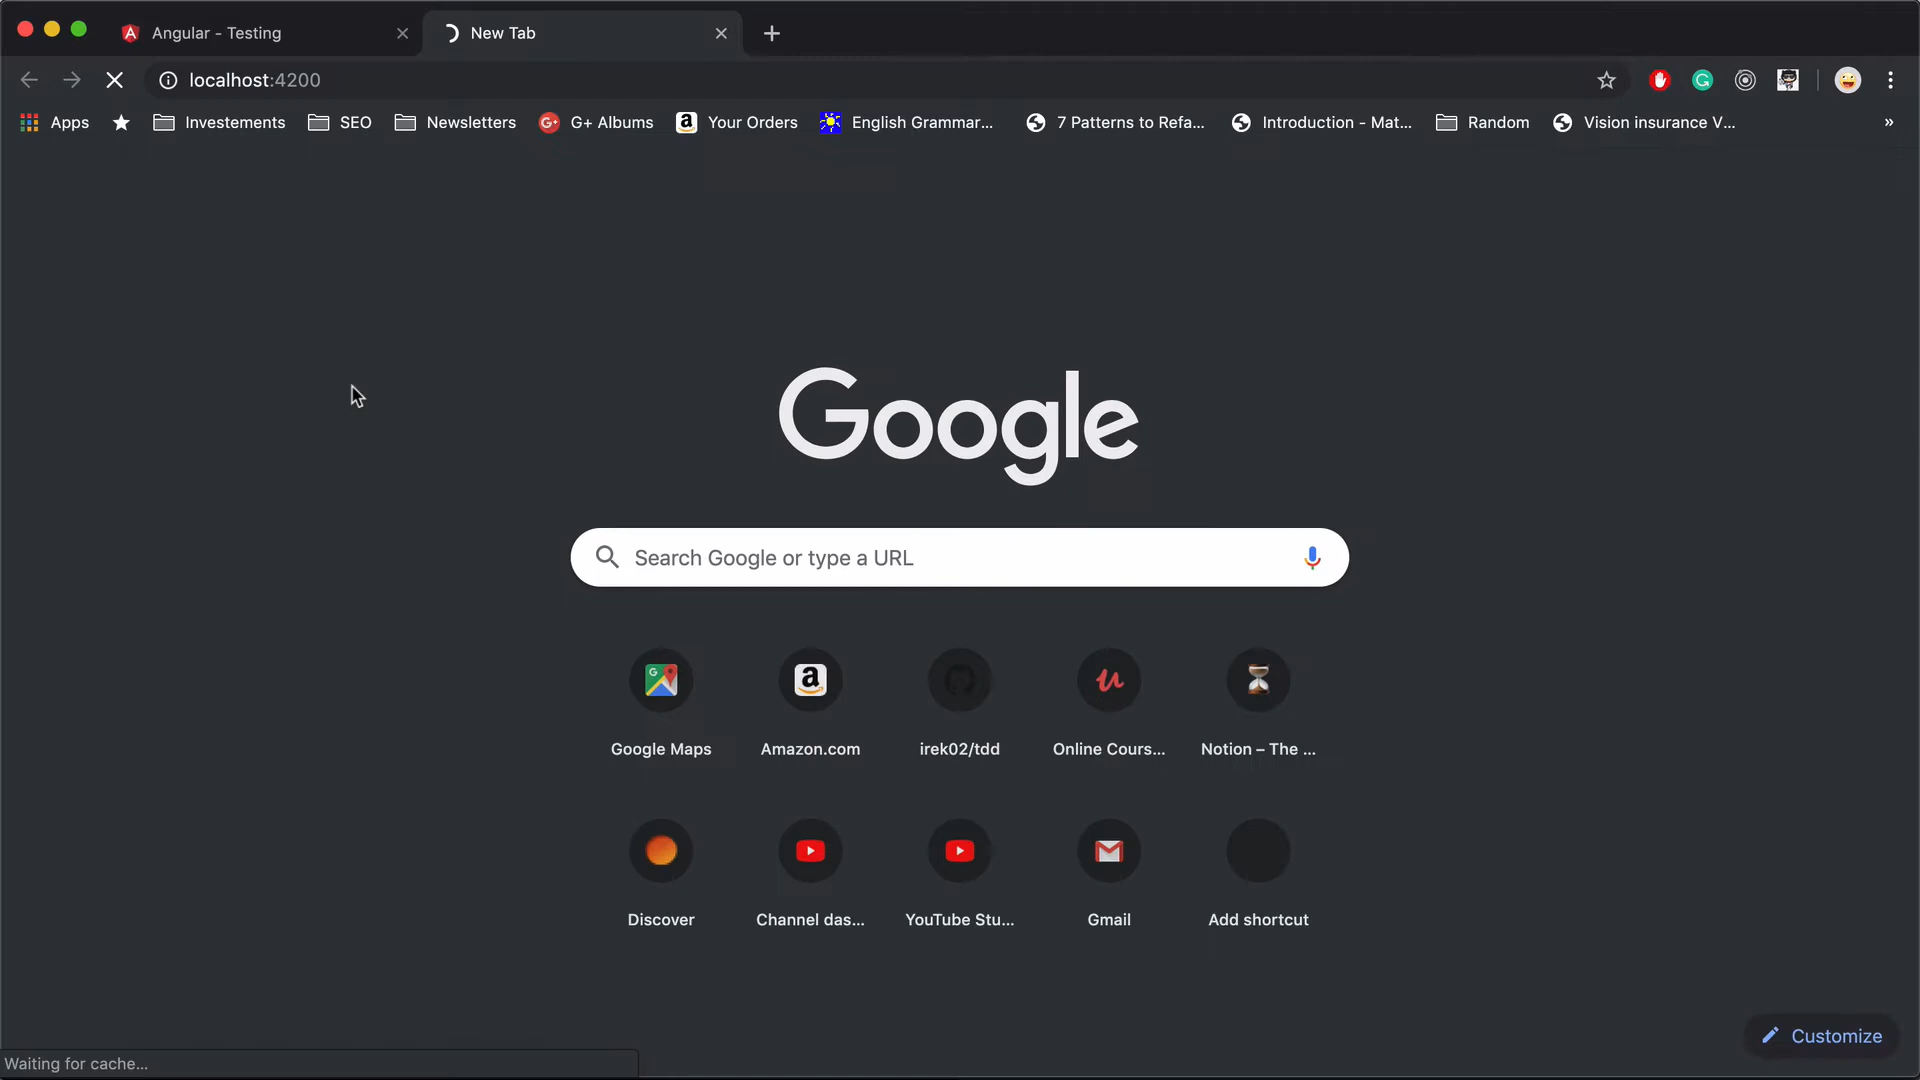 Angular - Testing
New Tab
localhost:4200
Apps
Investements
SEO
Newsletters
G+ Albums
Your Orders
English Grammar...
7 Patterns to Refa...
Introduction - Mat...
Random
Vision insurance V...
»
Google
Search Google or type a URL
Google Maps
Amazon.com
irek02/tdd
Online Cours...
Notion – The ...
Discover
Channel das...
YouTube Stu...
Gmail
Add shortcut
Customize
Waiting for cache...